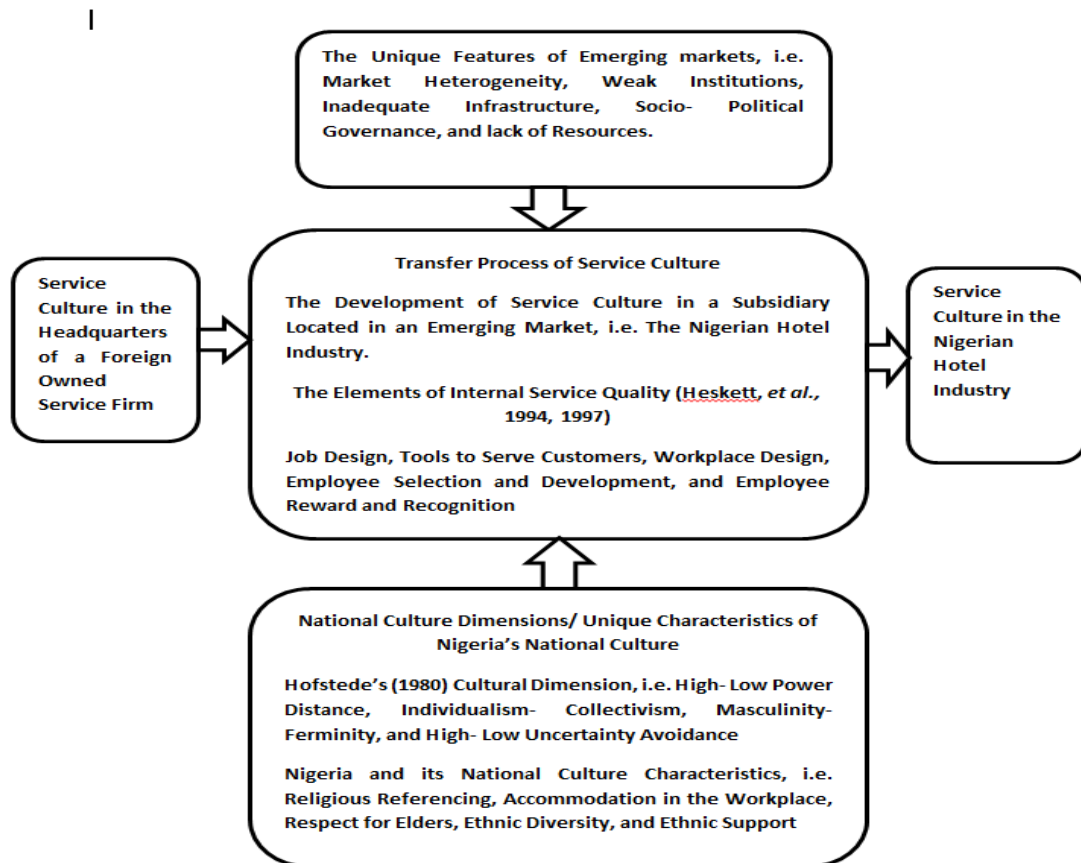 The Unique Features of Emerging markets, i.e.
Market Heterogeneity, Weak Institutions,
Inadequate Infrastructure, Socio- Political
Governance, and lack of Resources.
Service
Culture in the
Headquarters
of a Foreign
Owned
Service Firm
Transfer Process of Service Culture
The Development of Service Culture in a Subsidiary
Located in an Emerging Market, i.e. The Nigerian Hotel
Industry.
The Elements of Internal Service Quality (Heskett, et al.,
1994, 1997)
Job Design, Tools to Serve Customers, Workplace Design,
Employee Selection and Development, and Employee
Reward and Recognition
Service
Culture in the
Nigerian
Hotel
Industry
National Culture Dimensions/ Unique Characteristics of
Nigeria's National Culture
Hofstede's (1980) Cultural Dimension, i.e. High- Low Power
Distance, Individualism- Collectivism, Masculinity-
Ferminity, and High- Low Uncertainty Avoidance
Nigeria and its National Culture Characteristics, i.e.
Religious Referencing, Accommodation in the Workplace,
Respect for Elders, Ethnic Diversity, and Ethnic Support